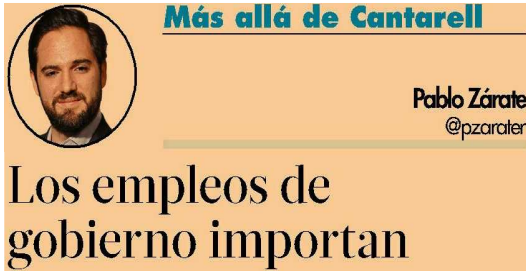 Más allá de Cantarell
Pablo Zárate
@pzarater
Los empleos de
gobierno importan